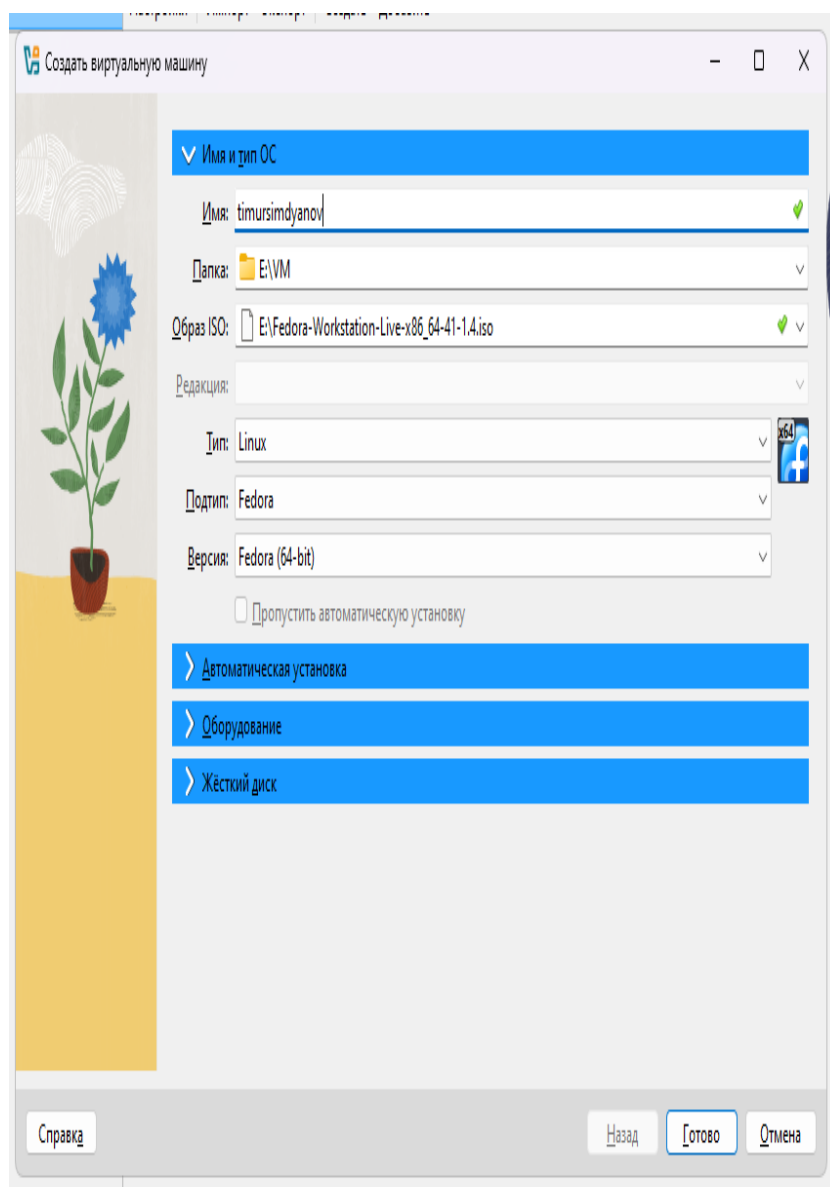 Создать виртуальную машину
Имя и тип ОС
Имя: timursimdyanov
Папка: E:\VM
Образ ISO: E:\Fedora-Workstation-Live-x86_64-41-1.4.iso
Редакция:
Тип: Linux
x64
Подтип: Fedora
Версия: Fedora (64-bit)
Пропустить автоматическую установку
Автоматическая установка
Оборудование
Жёсткий диск
Справка Назад Готово Отмена